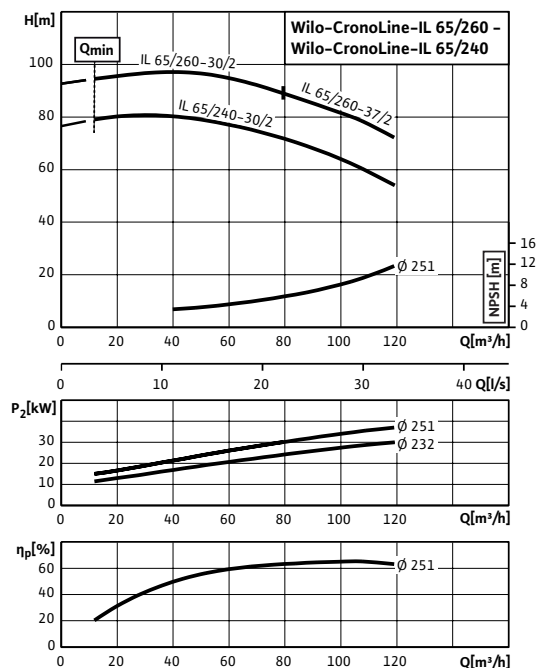 H[m]
Wilo-CronoLine-IL 65/260 -
Wilo-CronoLine-IL 65/240
Qmin
100
80
60
40
20
0
IL 65/260-30/2
IL 65/260-37/2
IL 65/240-30/2
Ø 251
16
12
8
4
0
NPSH [m]
0 20 40 60 80 100 120 Q[m³/h]
0 10 20 30 40 Q[l/s]
P₂[kW]
30
20
10
0
Ø 251
Ø 232
0 20 40 60 80 100 120 Q[m³/h]
ηp[%]
60
40
20
0
Ø 251
0 20 40 60 80 100 120 Q[m³/h]